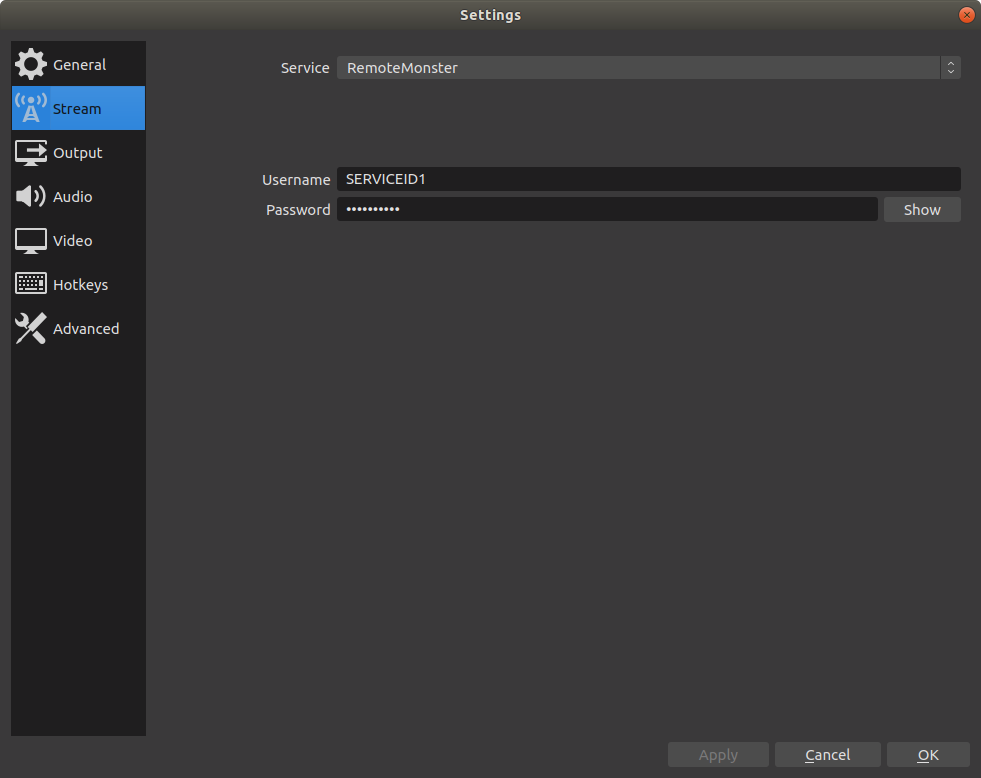 Settings
General
Stream
Output
Audio
Video
Hotkeys
Advanced
Service RemoteMonster
Username SERVICEID1
Password ••••••••••
Show
Apply Cancel OK